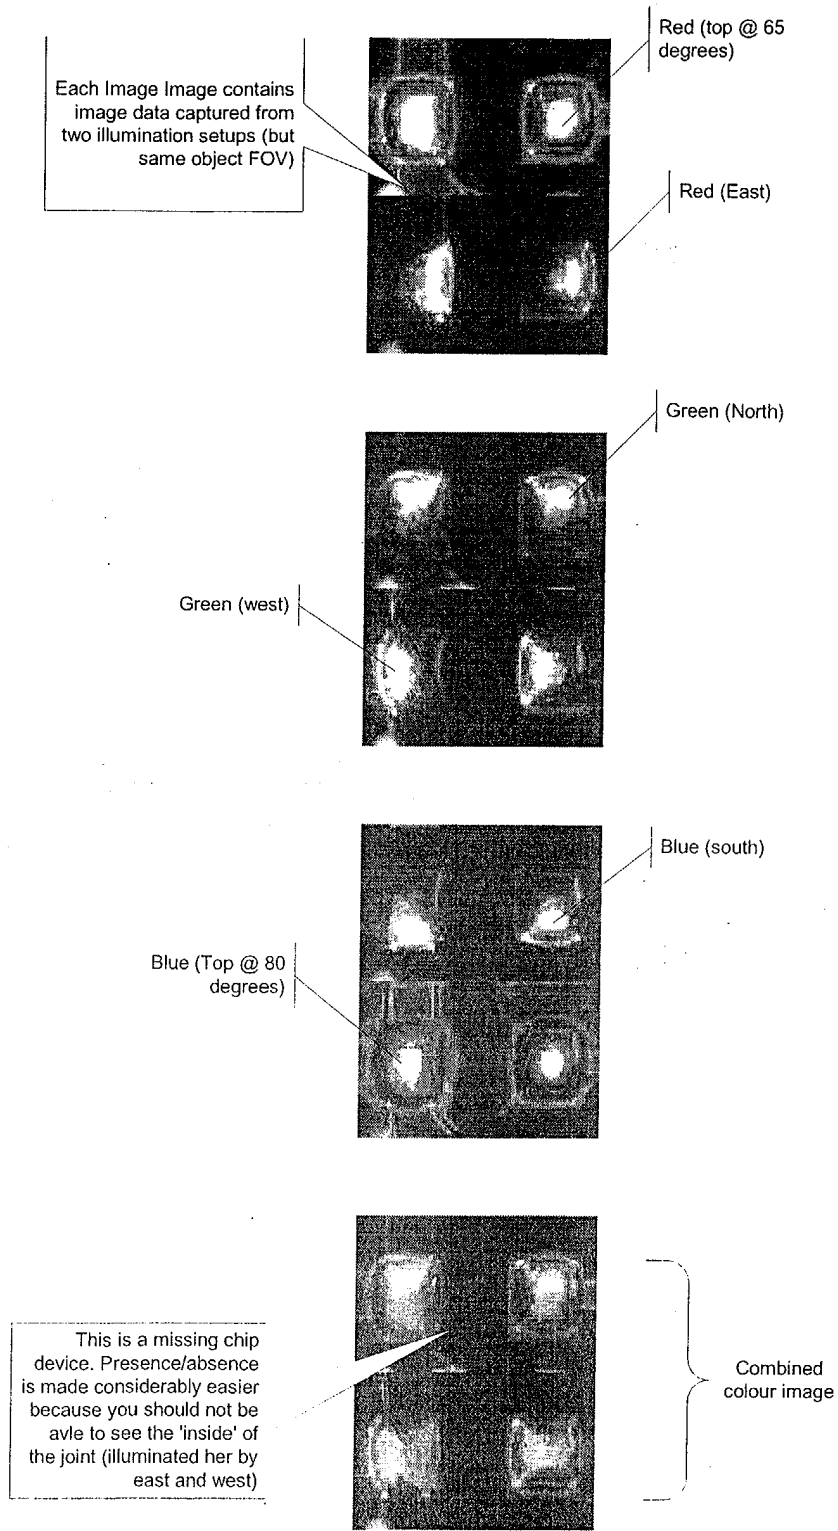 Red (top @ 65
degrees)
Each Image Image contains
image data captured from
two illumination setups (but
same object FOV)
Red (East)
Green (North)
Green (west)
Blue (south)
Blue (Top @ 80
degrees)
This is a missing chip
device. Presence/absence
is made considerably easier
because you should not be
avle to see the 'inside' of
the joint (illuminated her by
east and west)
Combined
colour image